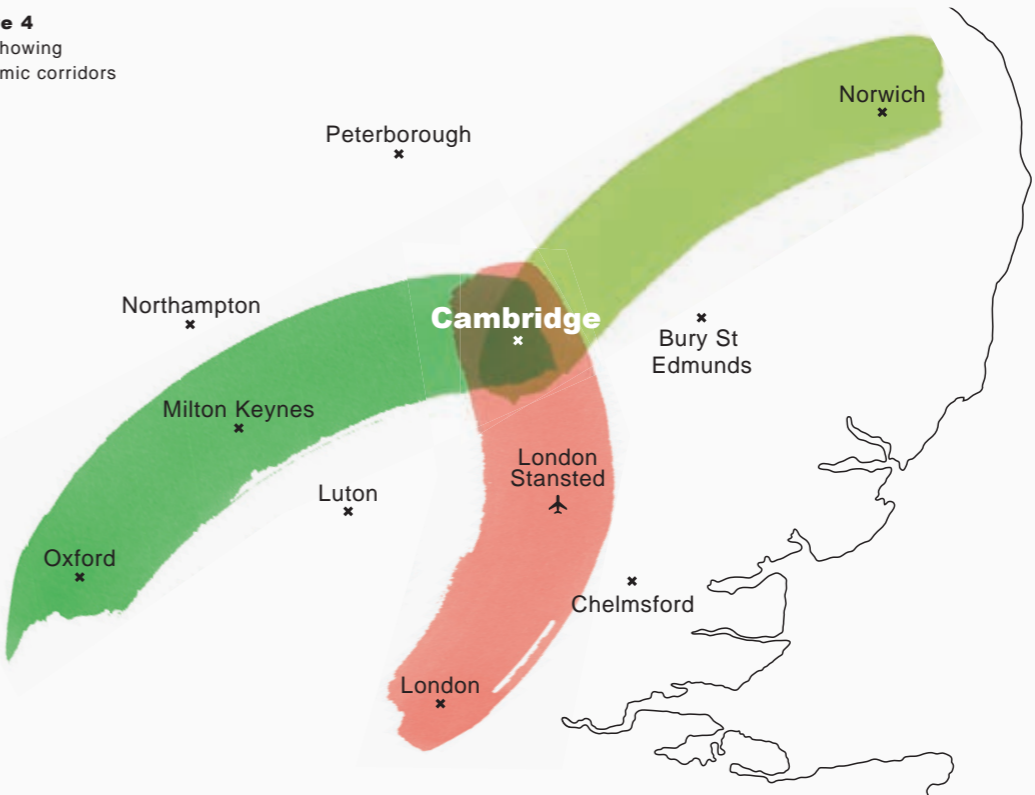 e 4
howing
mic corridors
Norwich
Peterborough
Northampton
Cambridge
Bury St
Edmunds
Milton Keynes
London
Stansted
Luton
Oxford
Chelmsford
London